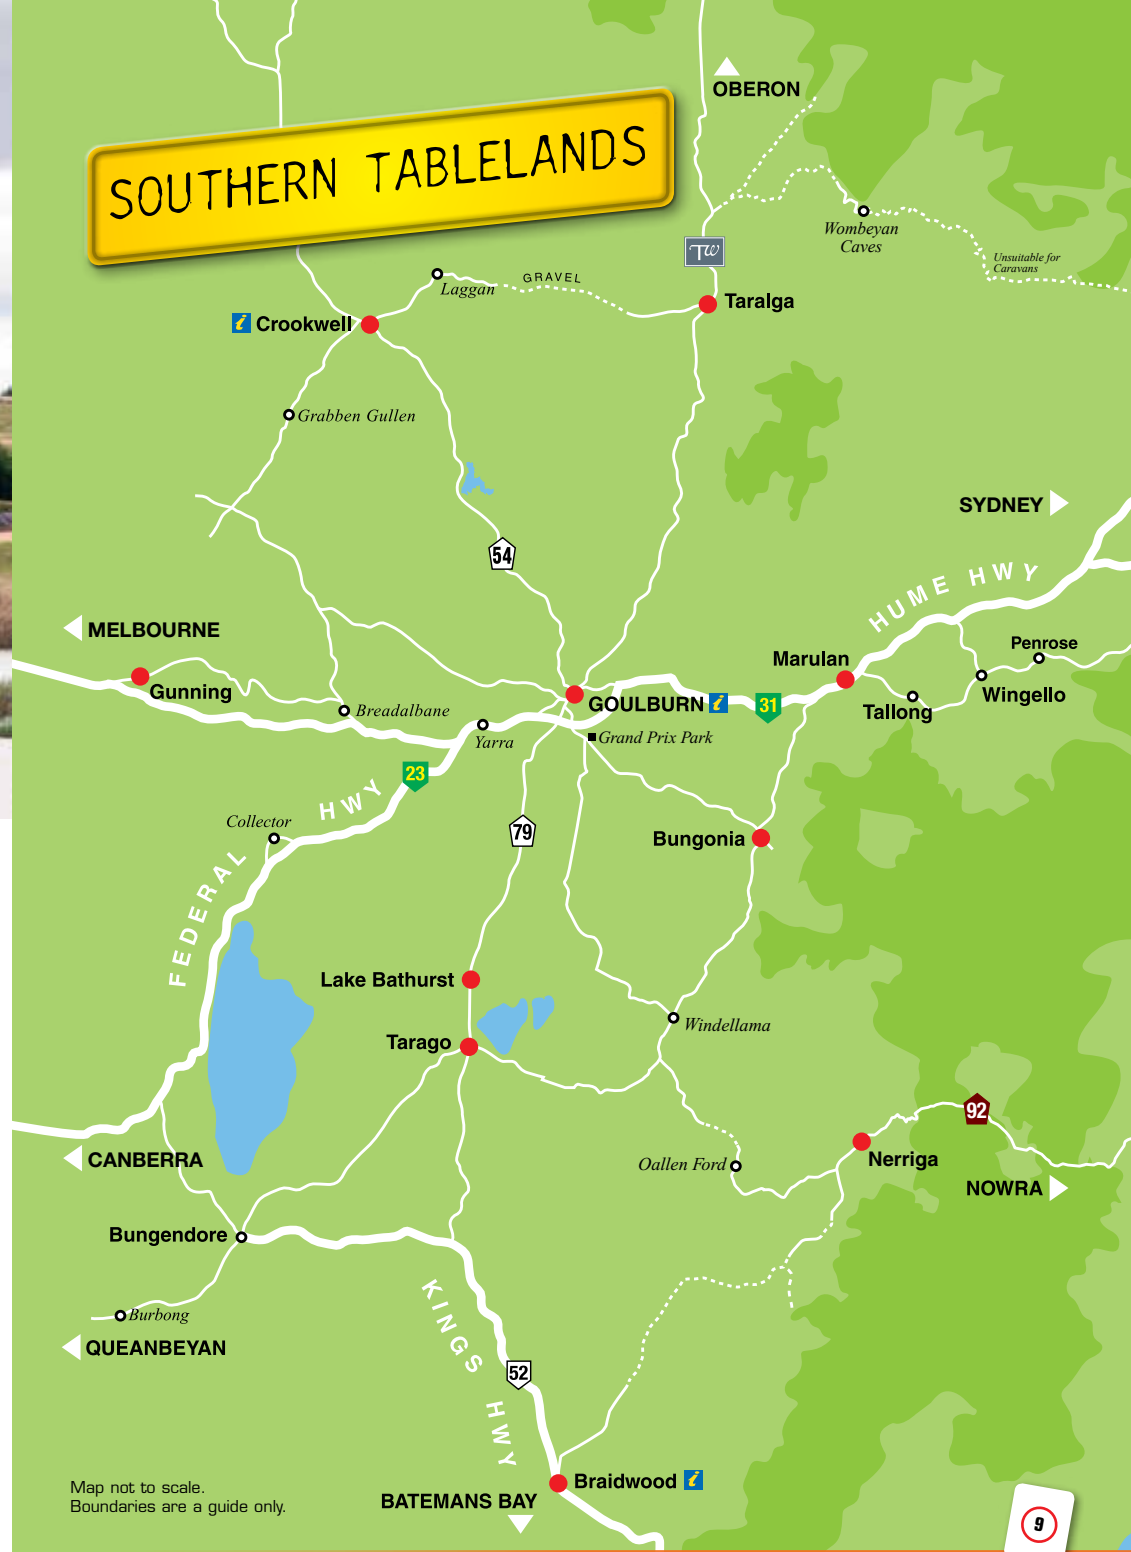 OBERON
SOUTHERN TABLELANDS
Wombeyan
Caves
TW
Unsuitable for
Caravans
GRAVEL
Laggan
Taralga
i Crookwell
Grabben Gullen
SYDNEY
54
HUME HWY
MELBOURNE
Penrose
Marulan
Gunning
Wingello
GOULBURN i
31
Tallong
Breadalbane
Yarra
Grand Prix Park
23
FEDERAL HWY
Collector
79
Bungonia
Lake Bathurst
Windellama
Tarago
92
CANBERRA
Oallen Ford
Nerriga
NOWRA
Bungendore
Burbong
QUEANBEYAN
KINGS HWY
52
Braidwood i
Map not to scale.
Boundaries are a guide only.
BATEMANS BAY
9